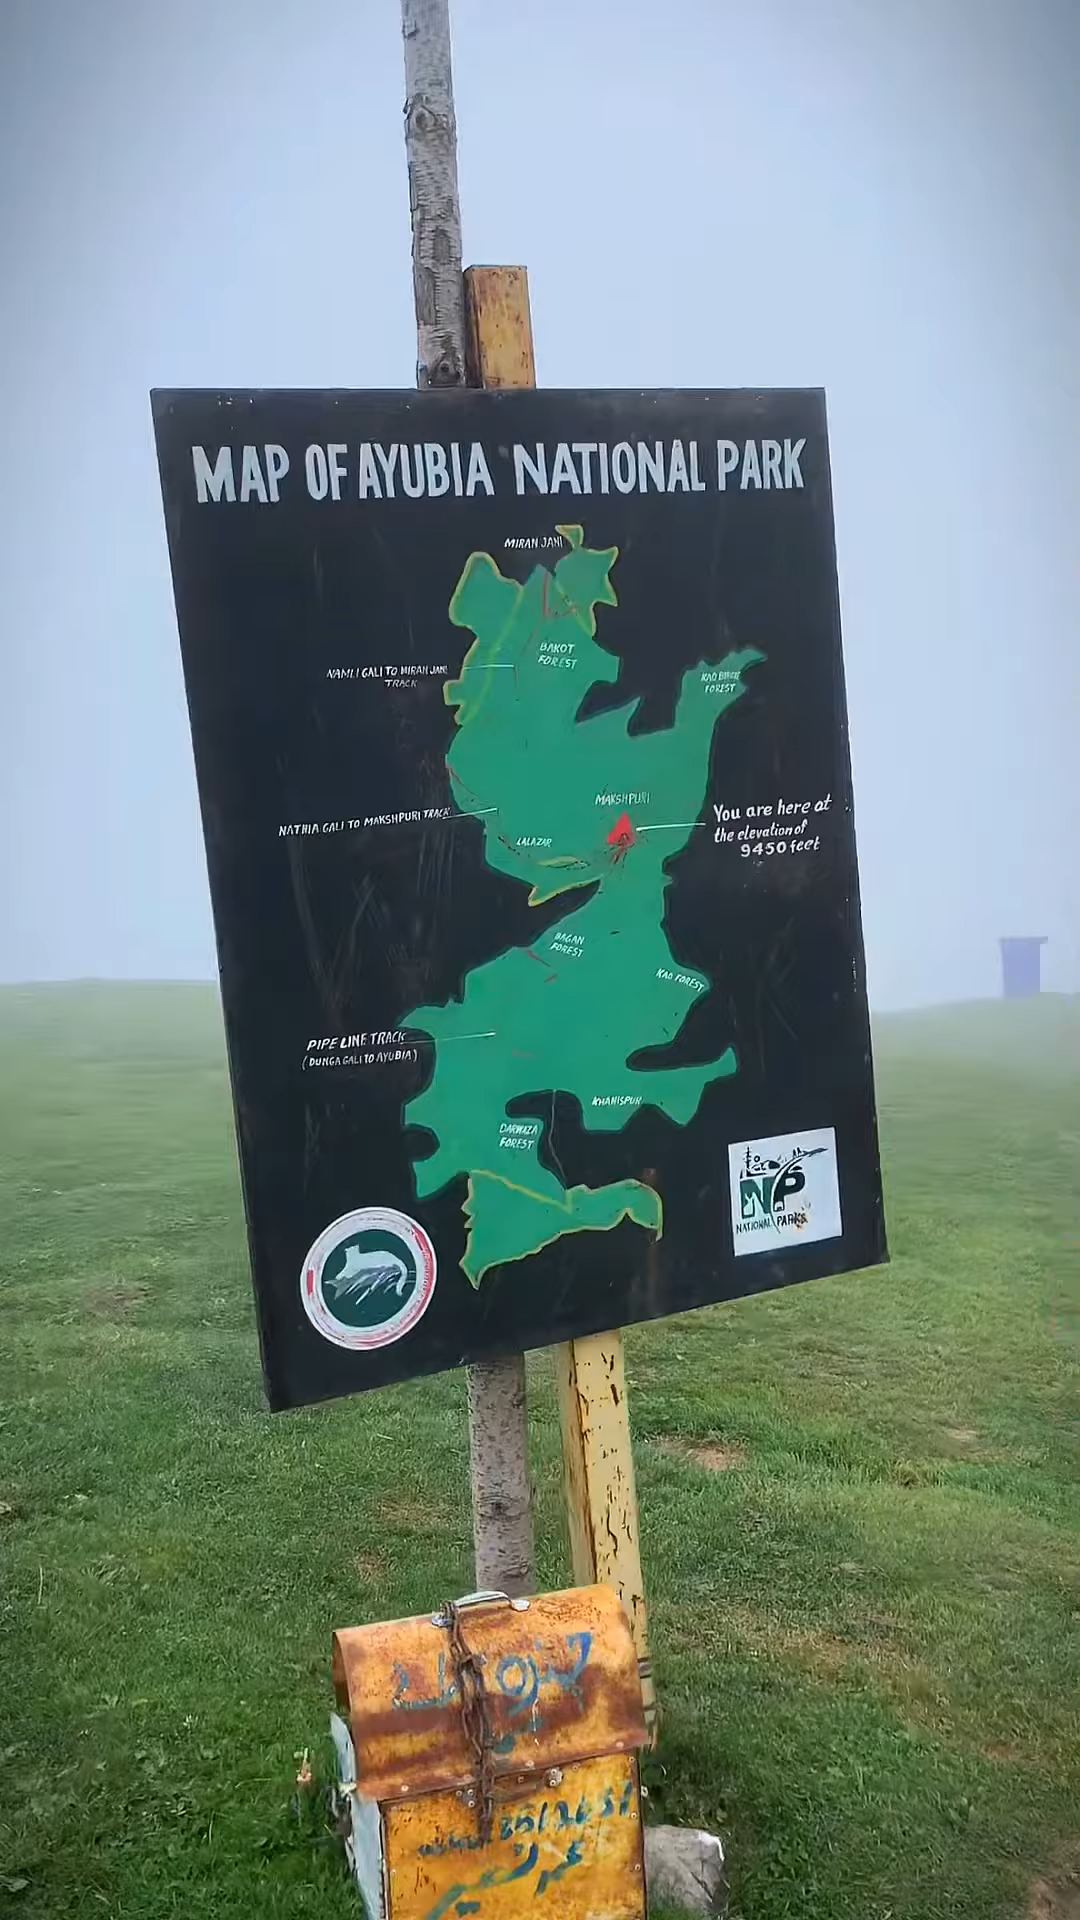 MAP OF AYUBIA NATIONAL PARK
MIRAN JANI
BAKOT
FOREST
NAMLI GALI TO MIRAN JANI
TRACK
FOREST
MAKSHPURI
You are here at
the elevation of
9450 feet
NATHIA GALI TO MAKSHPURI TRACK
LALAZAR
BAGAN
FOREST
KAO FOREST
PIPE LINE TRACK
(DUNGA GALI TO AYUBIA)
KHANISPUR
DARWAZA
FOREST
NP
NATIONAL PARKS